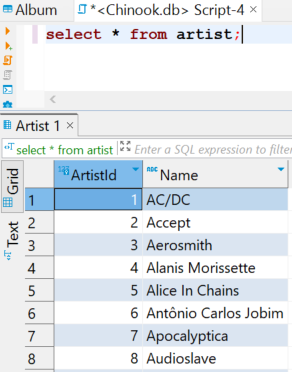 Album *<Chinook.db> Script-4
select * from artist;
Artist 1
select * from artist Enter a SQL expression to filter
Grid
Text
ArtistId Name
1 1 AC/DC
2 2 Accept
3 3 Aerosmith
4 4 Alanis Morissette
5 5 Alice In Chains
6 6 Antônio Carlos Jobim
7 7 Apocalyptica
8 8 Audioslave